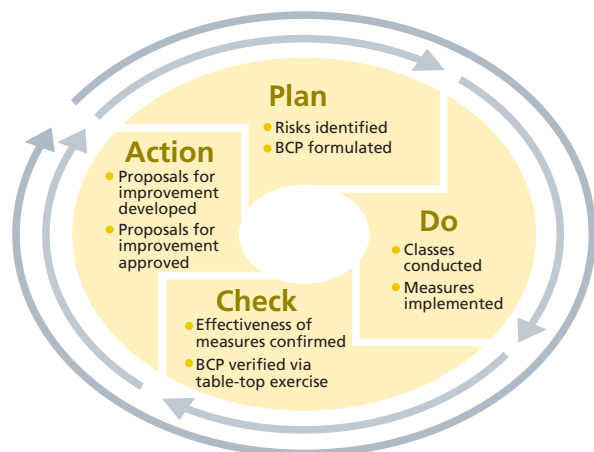 Plan
Risks identified
BCP formulated
Action
Proposals for
improvement
developed
Proposals for
improvement
approved
Do
Classes
conducted
Measures
implemented
Check
Effectiveness of
measures confirmed
BCP verified via
table-top exercise